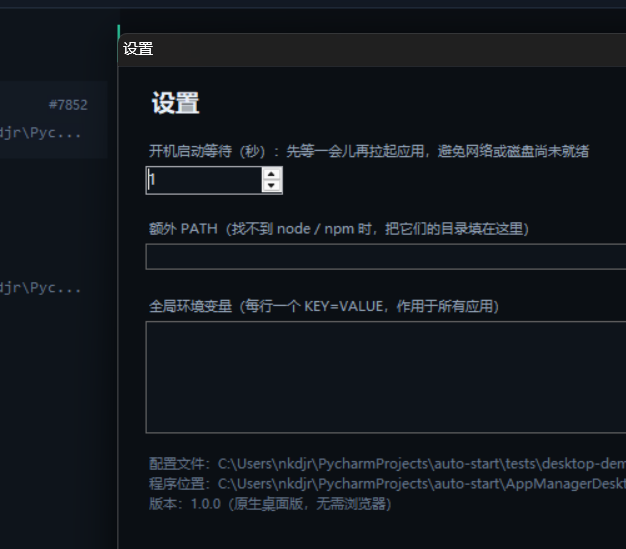 设置
#7852
djr\Pyc...
djr\Pyc...
设置
开机启动等待（秒）：先等一会儿再拉起应用，避免网络或磁盘尚未就绪
1
额外 PATH（找不到 node / npm 时，把它们的目录填在这里）
全局环境变量（每行一个 KEY=VALUE，作用于所有应用）
配置文件：C:\Users\nkdjr\PycharmProjects\auto-start\tests\desktop-dem
程序位置：C:\Users\nkdjr\PycharmProjects\auto-start\AppManagerDeskt
版本：1.0.0（原生桌面版，无需浏览器）